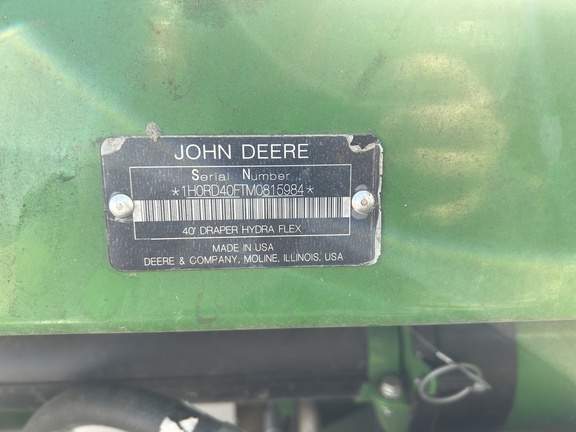 JOHN DEERE
Serial Number
*1H0RD40FTM0815984*
40' DRAPER HYDRA FLEX
MADE IN USA
DEERE & COMPANY, MOLINE, ILLINOIS, USA